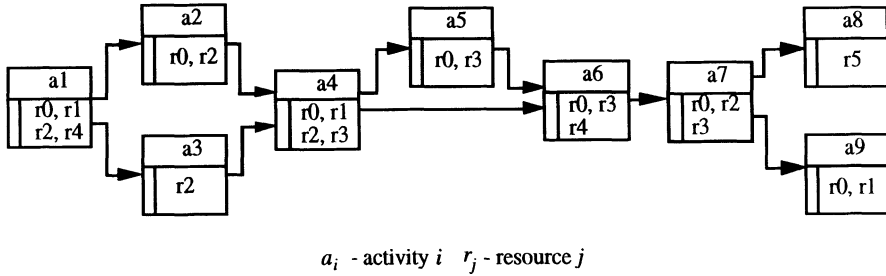 a1
r0, r1
r2, r4
a2
r0, r2
a3
r2
a4
r0, r1
r2, r3
a5
r0, r3
a6
r0, r3
r4
a7
r0, r2
r3
a8
r5
a9
r0, r1
a_i - activity i r_j - resource j